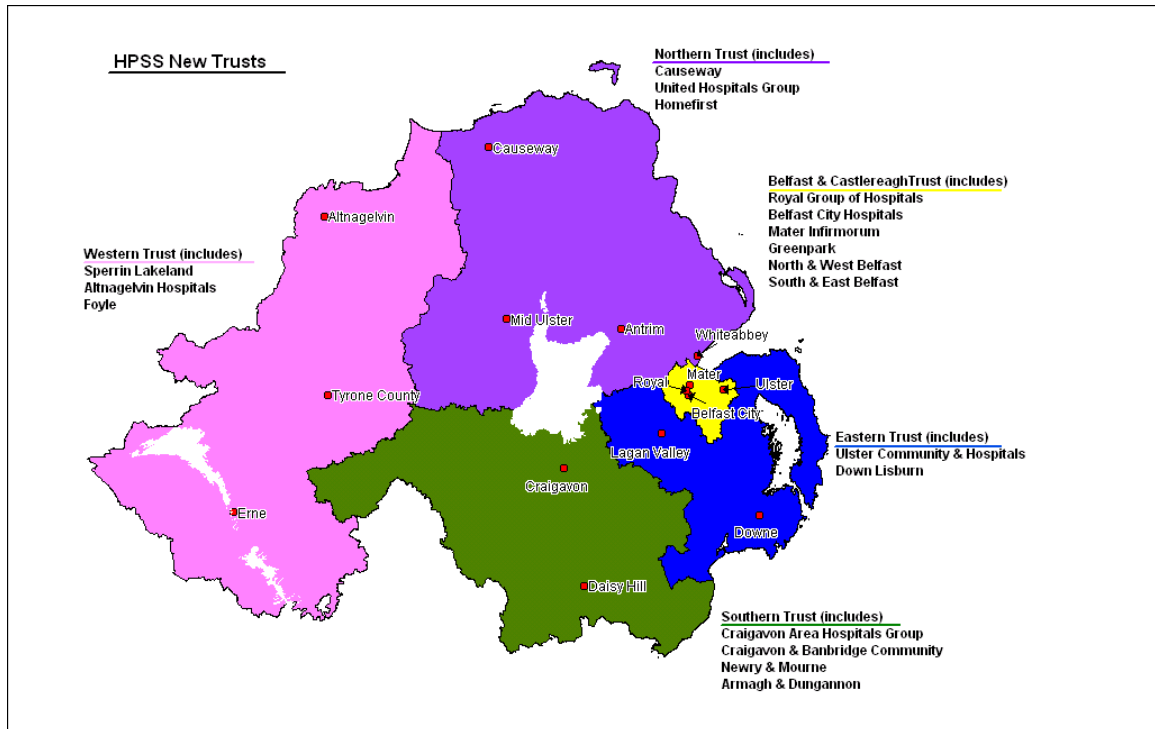 HPSS New Trusts
Northern Trust (includes)
Causeway
United Hospitals Group
Homefirst
Belfast & CastlereaghTrust (includes)
Royal Group of Hospitals
Belfast City Hospitals
Mater Infirmorum
Greenpark
North & West Belfast
South & East Belfast
Western Trust (includes)
Sperrin Lakeland
Altnagelvin Hospitals
Foyle
Causeway
Altnagelvin
Mid Ulster
Antrim
Whiteabbey
Mater
Royal
Ulster
Tyrone County
Belfast City
Lagan Valley
Craigavon
Erne
Downe
Daisy Hill
Eastern Trust (includes)
Ulster Community & Hospitals
Down Lisburn
Southern Trust (includes)
Craigavon Area Hospitals Group
Craigavon & Banbridge Community
Newry & Mourne
Armagh & Dungannon